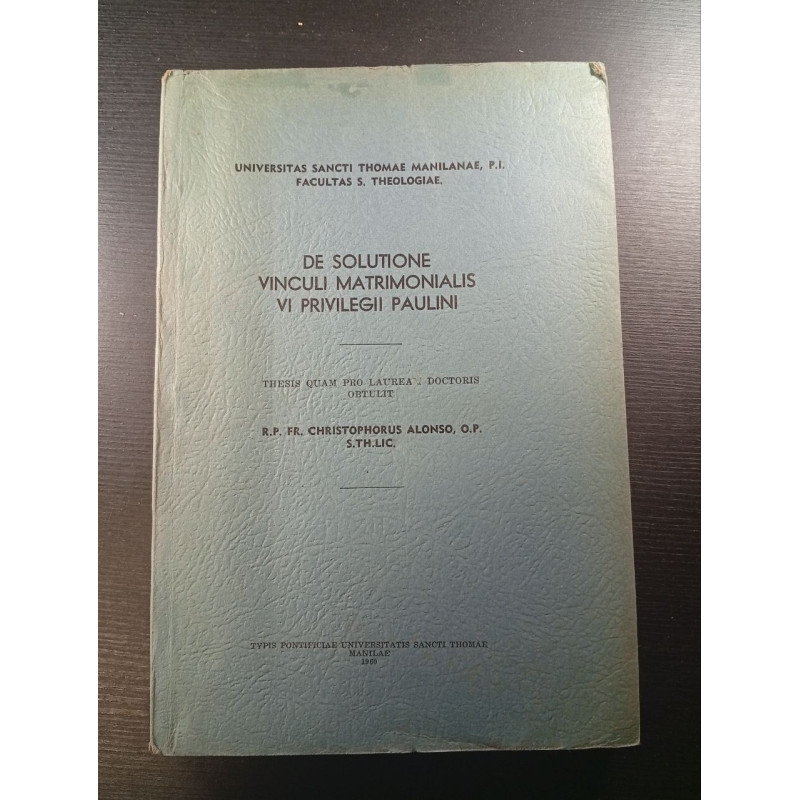 UNIVERSITAS SANCTI THOMAE MANILANAE, P.I.
FACULTAS S. THEOLOGIAE.
DE SOLUTIONE
VINCULI MATRIMONIALIS
VI PRIVILEGII PAULINI
THESIS QUAM PRO LAUREAM DOCTORIS
OBTULIT
R.P. FR. CHRISTOPHORUS ALONSO, O.P.
S.TH.LIC.
TYPIS PONTIFICIAE UNIVERSITATIS SANCTI THOMAE
MANILAE